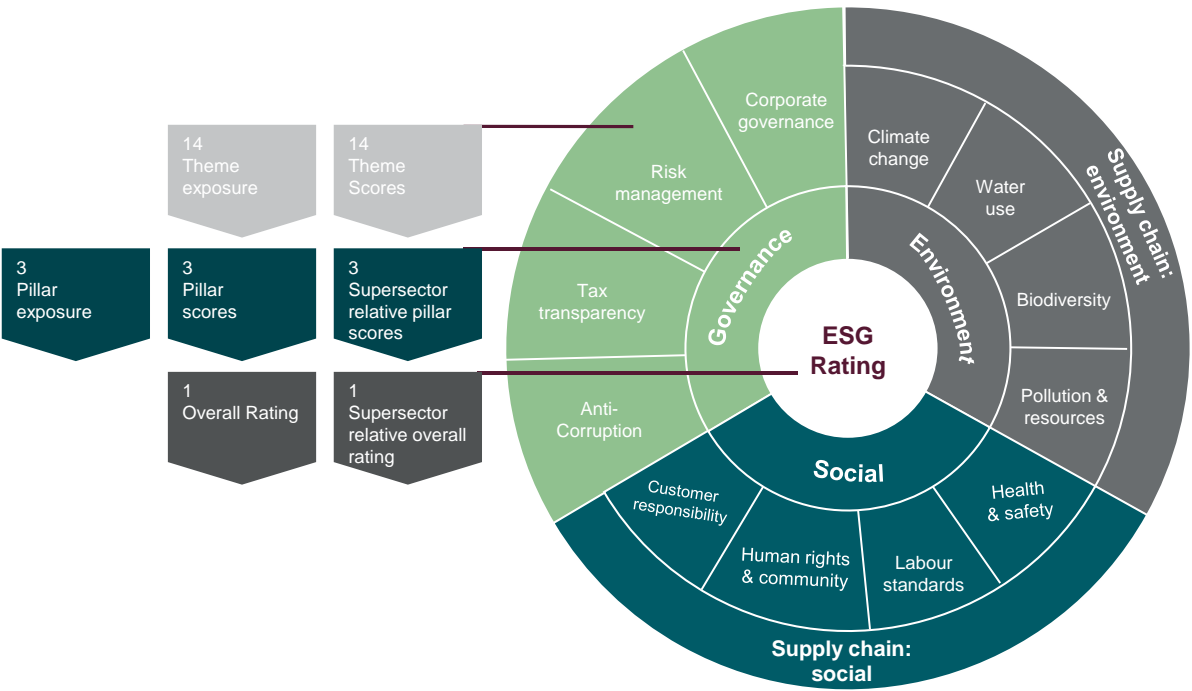 14
Theme
exposure
14
Theme
Scores
3
Pillar
exposure
3
Pillar
scores
3
Supersector
relative pillar
scores
1
Overall Rating
1
Supersector
relative overall
rating
Corporate
governance
Risk
management
Tax
transparency
Anti-
Corruption
Governance
Climate
change
Water
use
Biodiversity
Pollution &
resources
Environment
Supply chain:
environment
ESG
Rating
Social
Customer
responsibility
Human rights
& community
Labour
standards
Health
& safety
Supply chain:
social